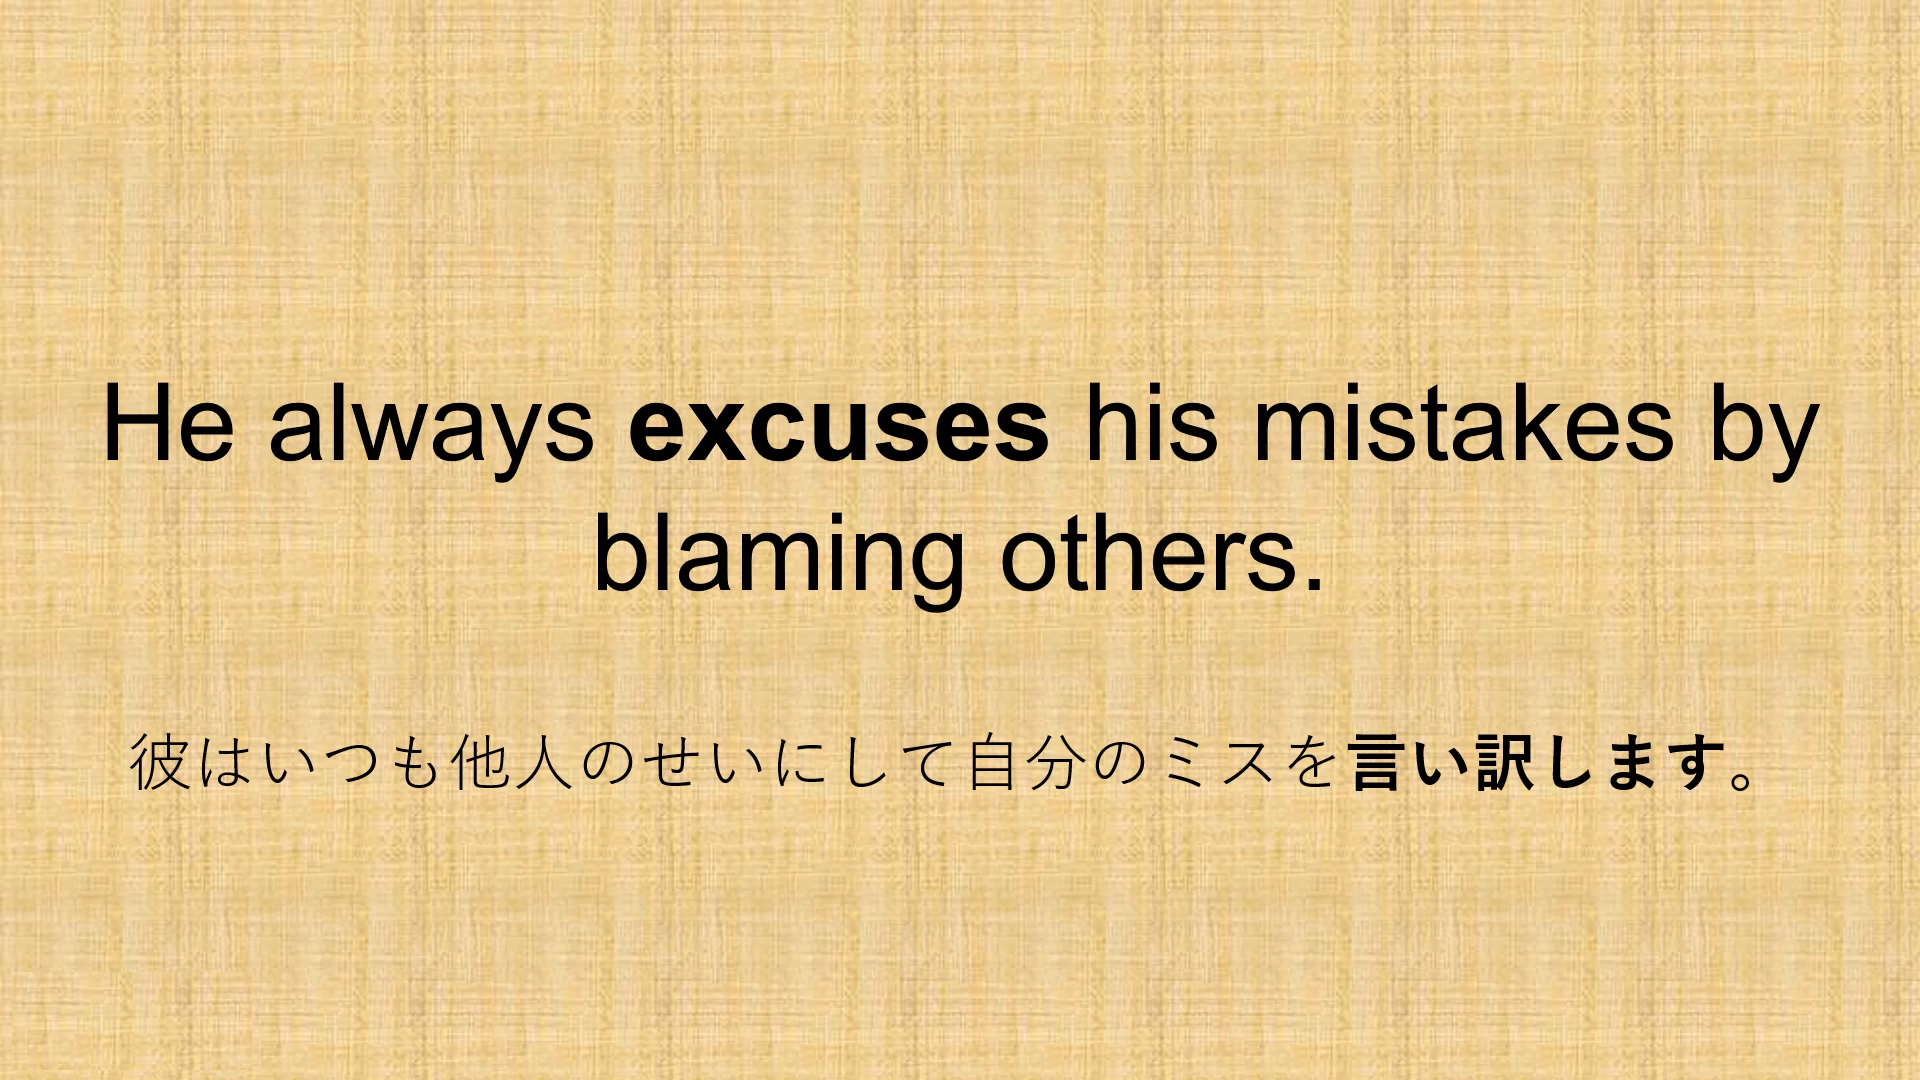 He always excuses his mistakes by
blaming others.
彼はいつも他人のせいにして自分のミスを言い訳します。